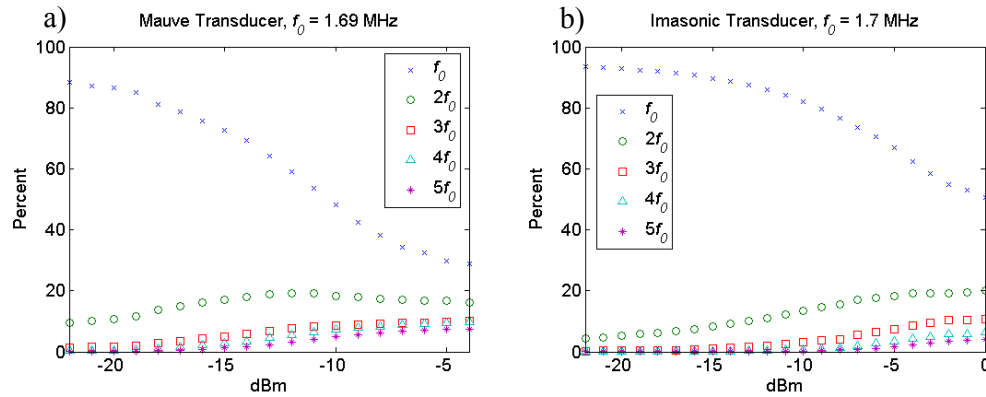 a)
Mauve Transducer, f0 = 1.69 MHz
100
80
60
40
20
0
Percent
-20
-15
-10
-5
dBm
f0
2f0
3f0
4f0
5f0
b)
Imasonic Transducer, f0 = 1.7 MHz
100
80
60
40
20
0
Percent
-20
-15
-10
-5
0
dBm
f0
2f0
3f0
4f0
5f0